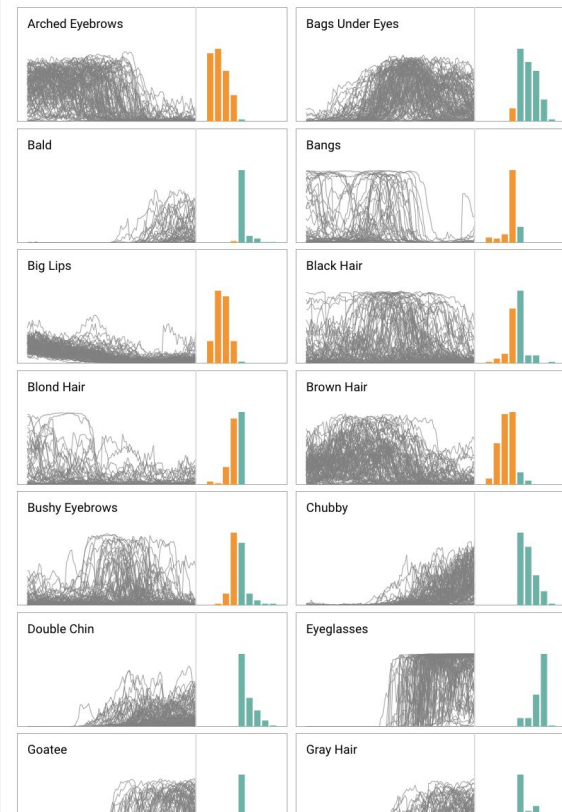 Arched Eyebrows
Bags Under Eyes
Bald
Bangs
Big Lips
Black Hair
Blond Hair
Brown Hair
Bushy Eyebrows
Chubby
Double Chin
Eyeglasses
Goatee
Gray Hair